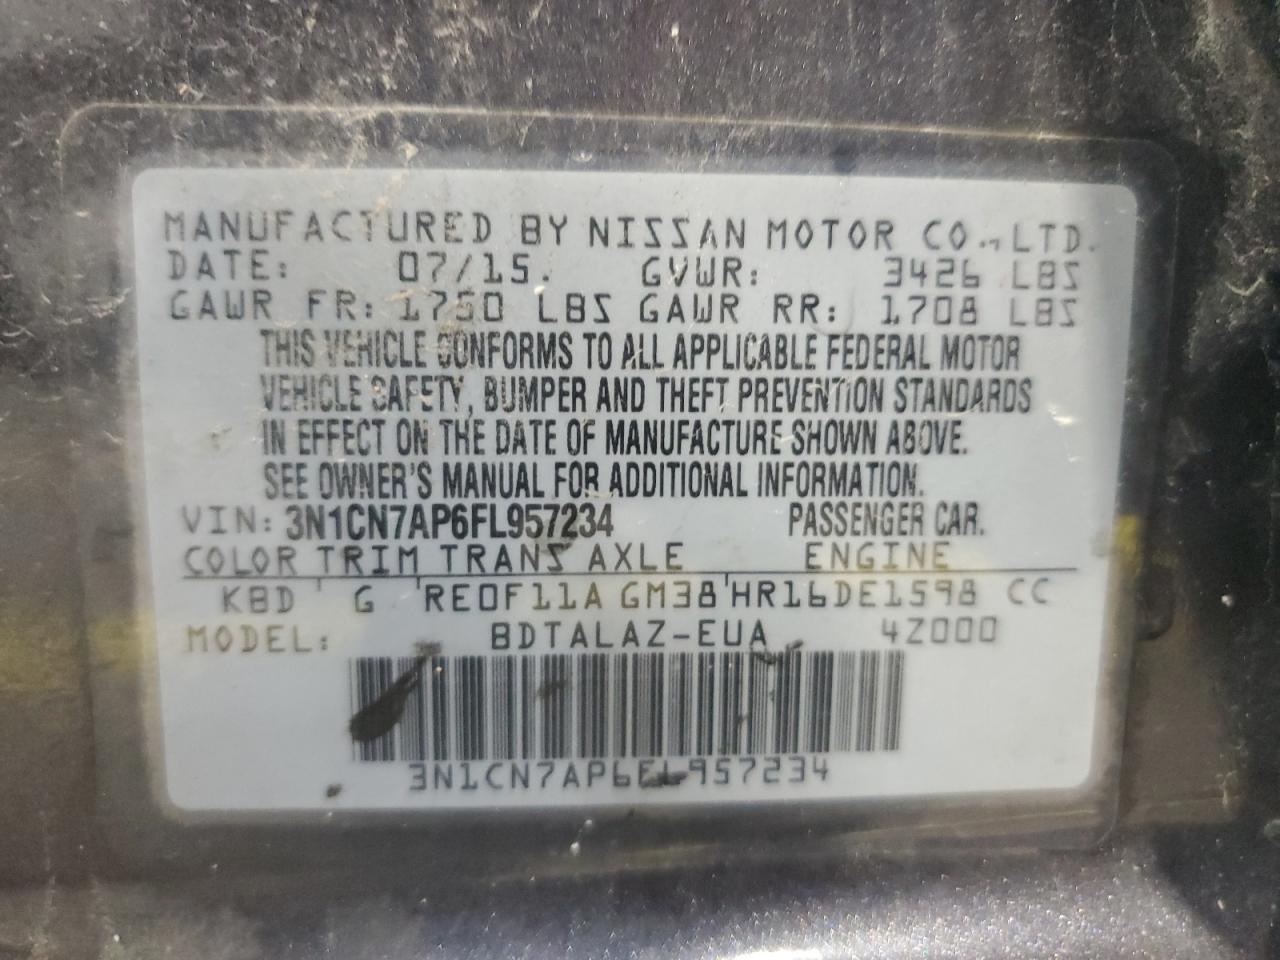 MANUFACTURED BY NISSAN MOTOR CO., LTD.
DATE: 07/15. GVWR: 3426 LBS
GAWR FR: 1750 LBS GAWR RR: 1708 LBS
THIS VEHICLE CONFORMS TO ALL APPLICABLE FEDERAL MOTOR
VEHICLE SAFETY, BUMPER AND THEFT PREVENTION STANDARDS
IN EFFECT ON THE DATE OF MANUFACTURE SHOWN ABOVE.
SEE OWNER'S MANUAL FOR ADDITIONAL INFORMATION.
VIN: 3N1CN7AP6FL957234 PASSENGER CAR.
COLOR TRIM TRANS AXLE ENGINE
KBD ' G 'RE0F11A GM38'HR16DE1598 CC
MODEL: BDTALAZ-EUA 4Z000
3N1CN7AP6FL957234